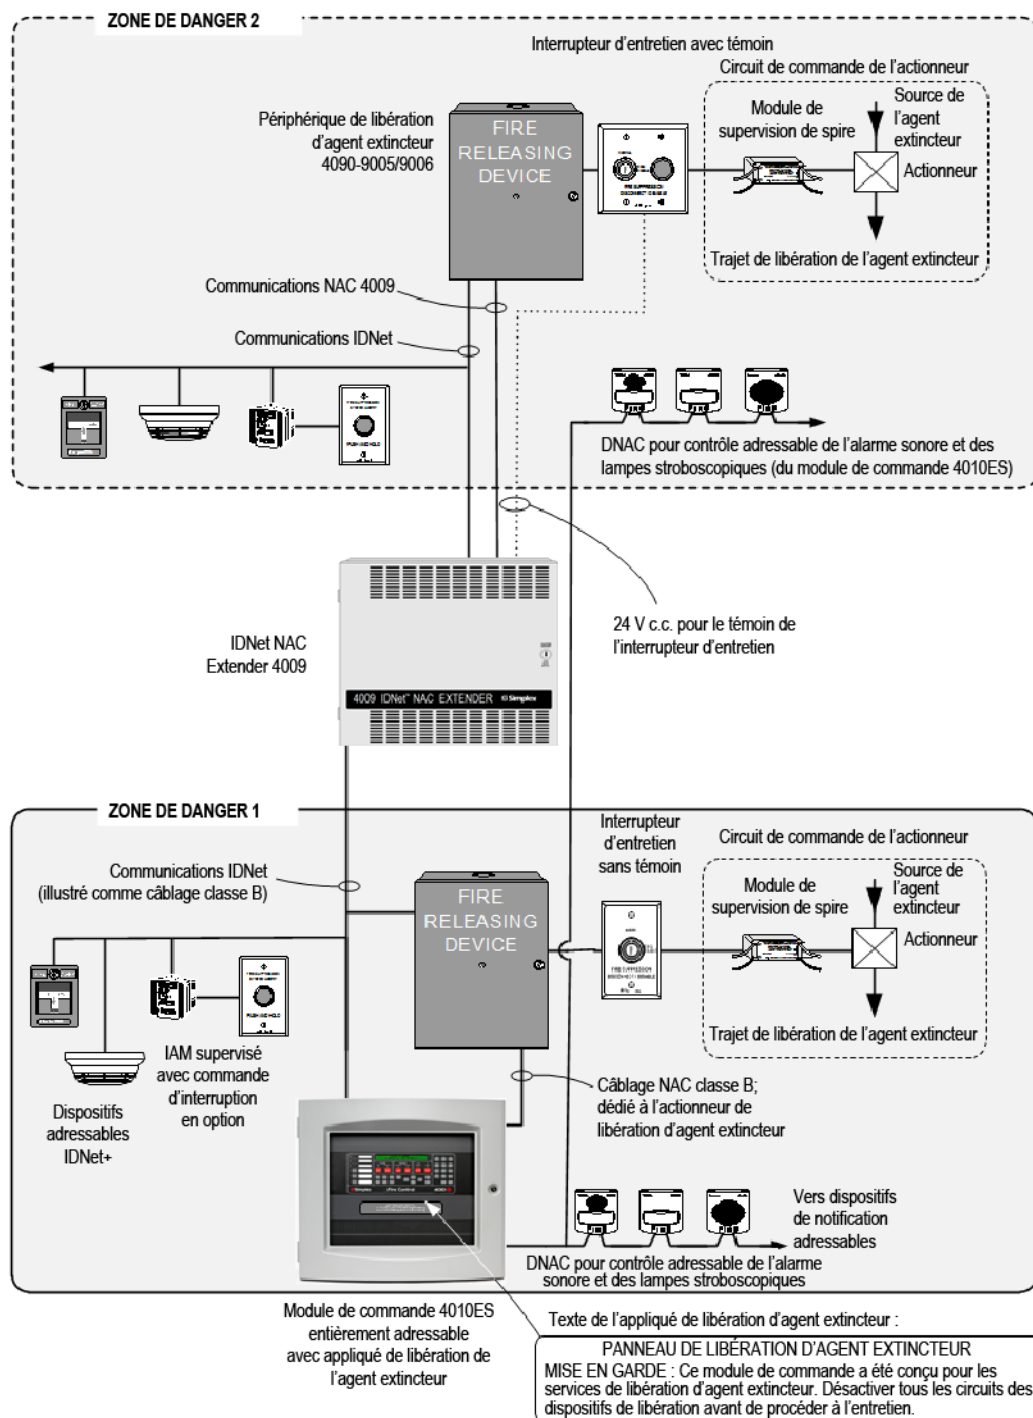 ZONE DE DANGER 2
Interrupteur d'entretien avec témoin
Circuit de commande de l'actionneur
Périphérique de libération
d'agent extincteur
4090-9005/9006
FIRE
RELEASING
DEVICE
Module de
supervision de spire
Source de
l'agent
extincteur
Actionneur
Trajet de libération de l'agent extincteur
Communications NAC 4009
Communications IDNet
PUSH AND HOLD
DNAC pour contrôle adressable de l'alarme sonore et des
lampes stroboscopiques (du module de commande 4010ES)
24 V c.c. pour le témoin de
l'interrupteur d'entretien
IDNet NAC
Extender 4009
4009 IDNet™ NAC EXTENDER Simplex
ZONE DE DANGER 1
Communications IDNet
(illustré comme câblage classe B)
FIRE
RELEASING
DEVICE
Interrupteur
d'entretien
sans témoin
Circuit de commande de l'actionneur
Module de
supervision de spire
Source de
l'agent
extincteur
Actionneur
Trajet de libération de l'agent extincteur
PUSH AND HOLD
IAM supervisé
avec commande
d'interruption
en option
Dispositifs
adressables
IDNet+
Câblage NAC classe B;
dédié à l'actionneur de
libération d'agent extincteur
Vers dispositifs
de notification
adressables
DNAC pour contrôle adressable de l'alarme
sonore et des lampes stroboscopiques
Module de commande 4010ES
entièrement adressable
avec appliqué de libération de
l'agent extincteur
Texte de l'appliqué de libération d'agent extincteur :
PANNEAU DE LIBÉRATION D'AGENT EXTINCTEUR
MISE EN GARDE : Ce module de commande a été conçu pour les
services de libération d'agent extincteur. Désactiver tous les circuits des
dispositifs de libération avant de procéder à l'entretien.